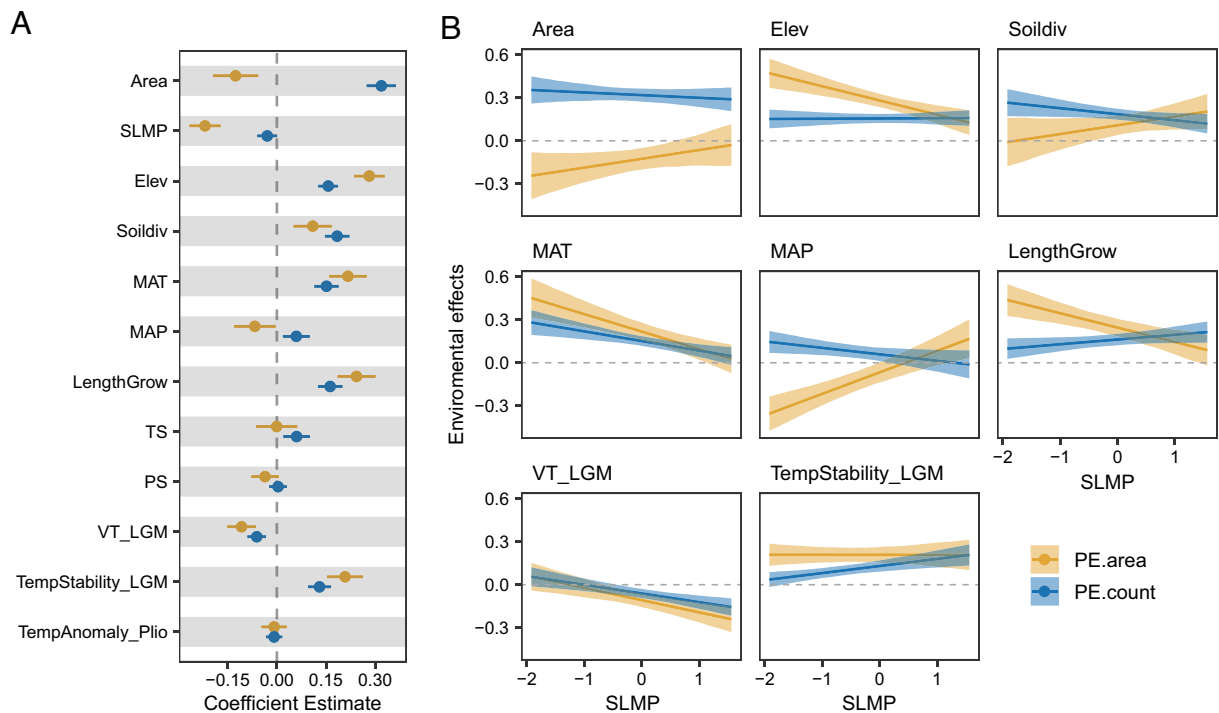 A
Area
SLMP
Elev
Soildiv
MAT
MAP
LengthGrow
TS
PS
VT_LGM
TempStability_LGM
TempAnomaly_Plio
−0.15 0.00 0.15 0.30
Coefficient Estimate
B
Area Elev Soildiv
0.6
0.3
0.0
−0.3
MAT MAP LengthGrow
0.6
0.3
0.0
−0.3
Enviromental effects
−2 −1 0 1
SLMP
VT_LGM TempStability_LGM
0.6
0.3
0.0
−0.3
−2 −1 0 1 −2 −1 0 1
SLMP SLMP
PE.area
PE.count